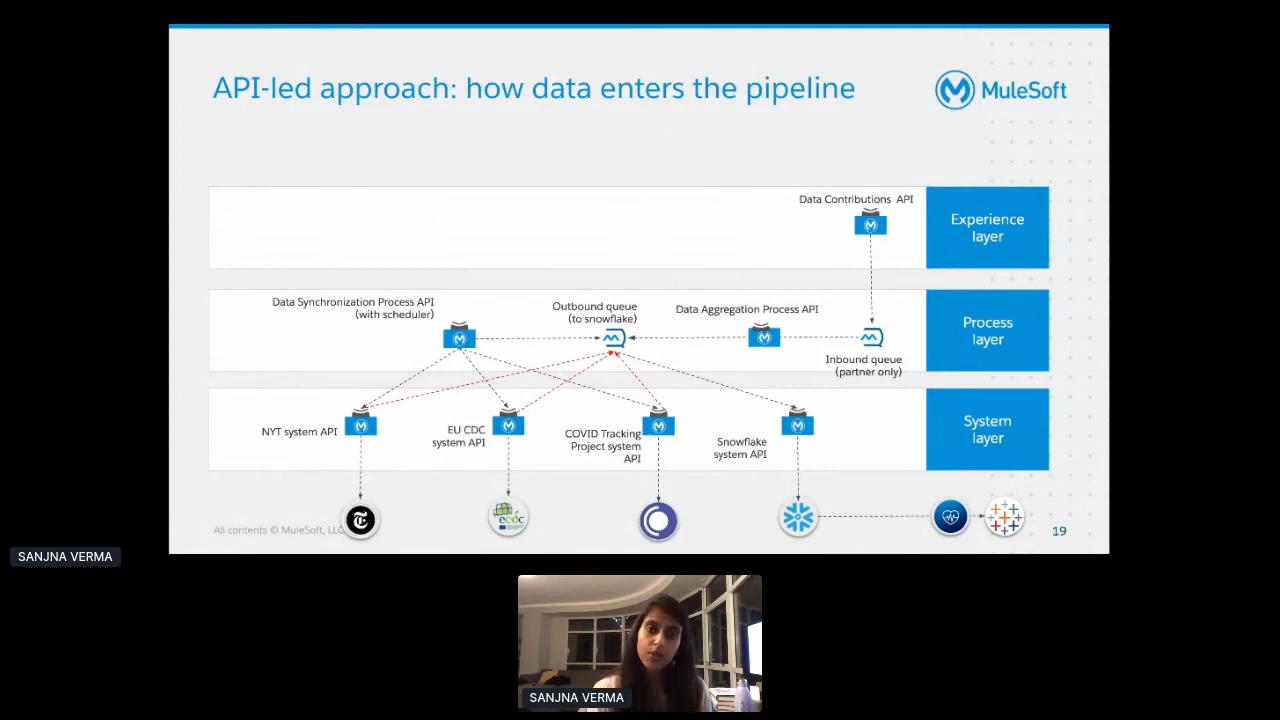 API-led approach: how data enters the pipeline
MuleSoft
Data Contributions API
Experience
layer
Data Synchronization Process API
(with scheduler)
Outbound queue
(to snowflake)
Data Aggregation Process API
Inbound queue
(partner only)
Process
layer
NYT system API
EU CDC
system API
COVID Tracking
Project system
API
Snowflake
system API
System
layer
T
ecdc
All contents © MuleSoft, LLC
19
SANJNA VERMA
SANJNA VERMA